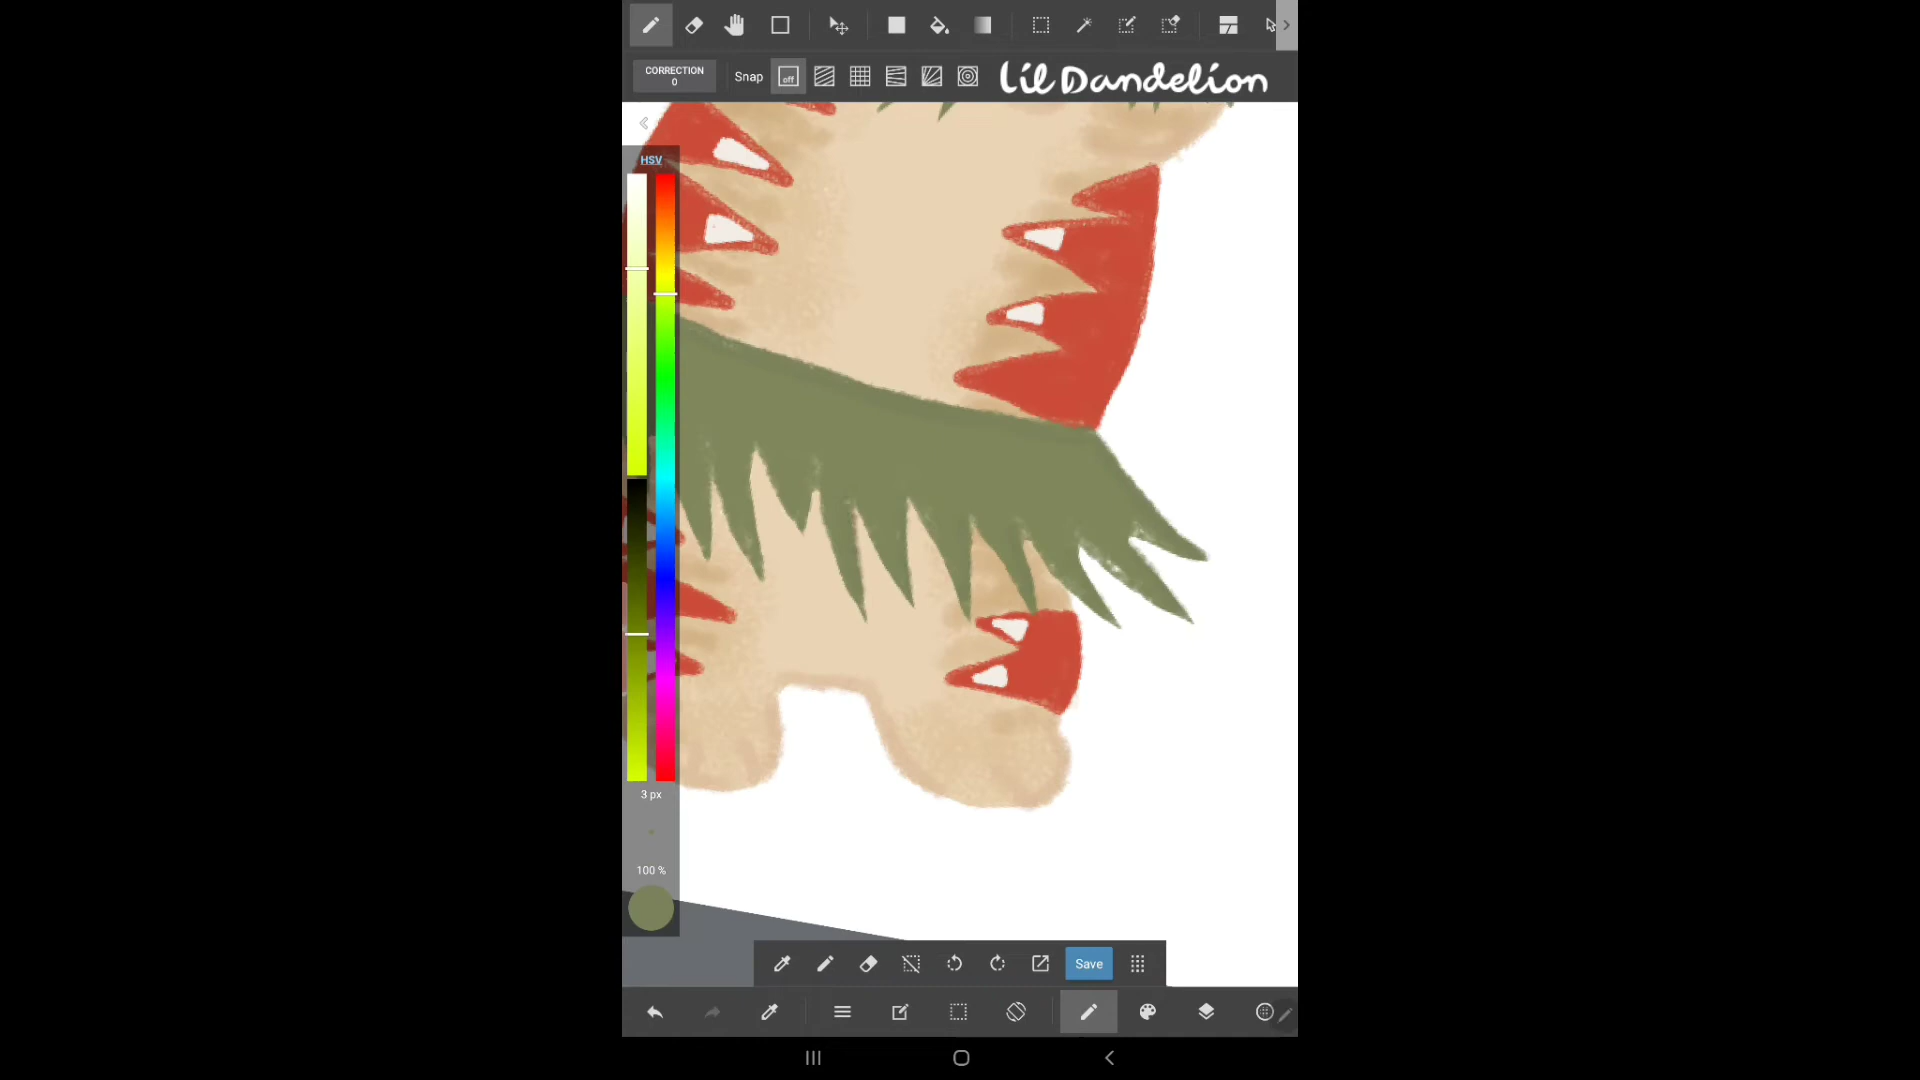 CORRECTION
0
Snap
off
Lil Dandelion
HSV
3 px
100 %
Save